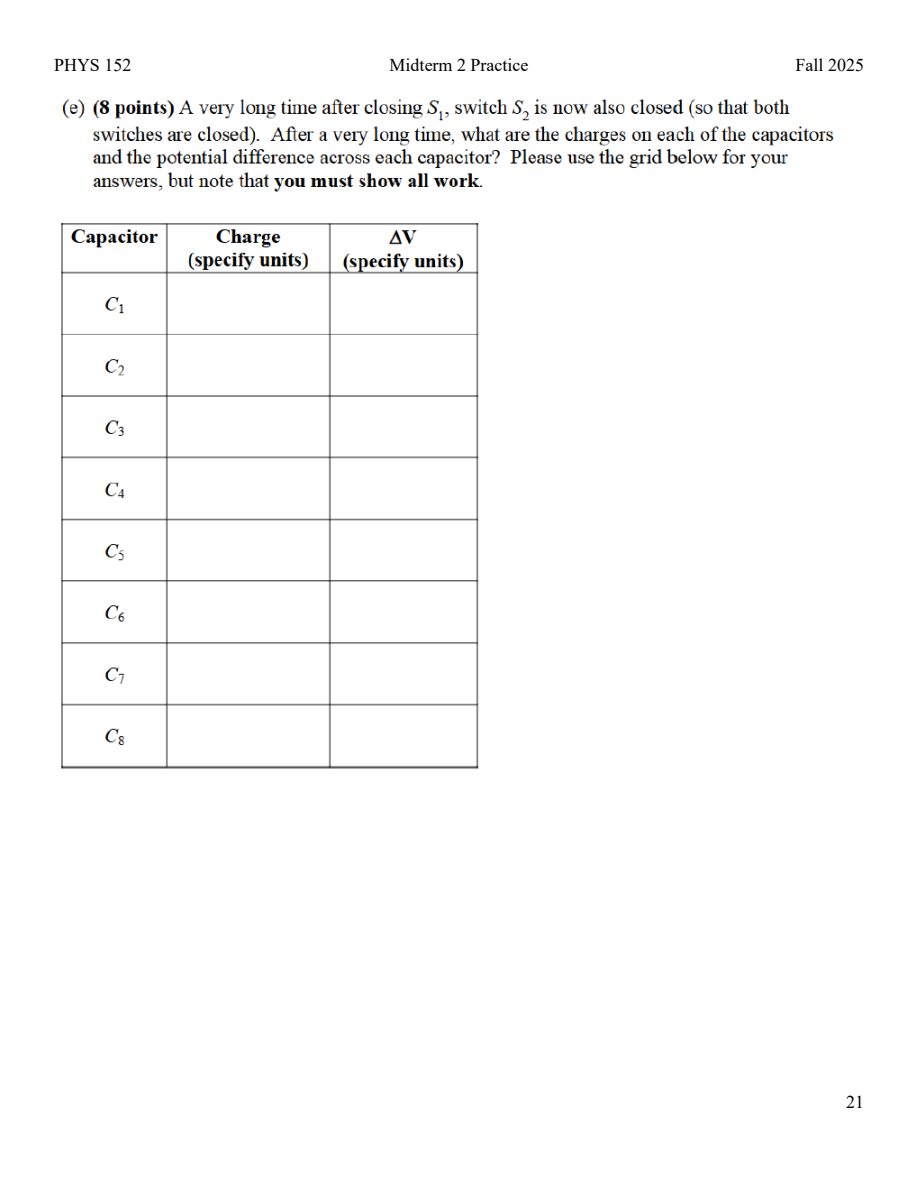 PHYS 152 Midterm 2 Practice Fall 2025
(e) (8 points) A very long time after closing S₁, switch S₂ is now also closed (so that both
switches are closed). After a very long time, what are the charges on each of the capacitors
and the potential difference across each capacitor? Please use the grid below for your
answers, but note that you must show all work.
Capacitor Charge ΔV
(specify units) (specify units)
C₁
C₂
C₃
C₄
C₅
C₆
C₇
C₈
21